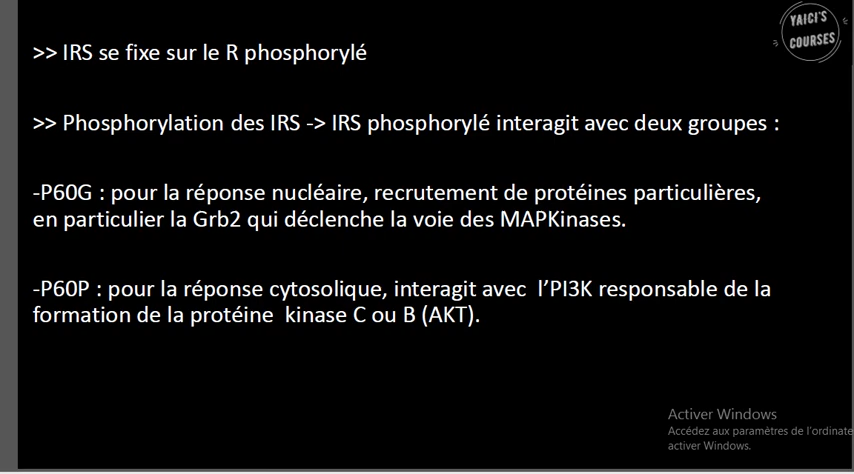 YAICI'S
COURSES
>> IRS se fixe sur le R phosphorylé
>> Phosphorylation des IRS -> IRS phosphorylé interagit avec deux groupes :
-P60G : pour la réponse nucléaire, recrutement de protéines particulières,
en particulier la Grb2 qui déclenche la voie des MAPKinases.
-P60P : pour la réponse cytosolique, interagit avec l'PI3K responsable de la
formation de la protéine kinase C ou B (AKT).
Activer Windows
Accédez aux paramètres de l'ordinate
activer Windows.